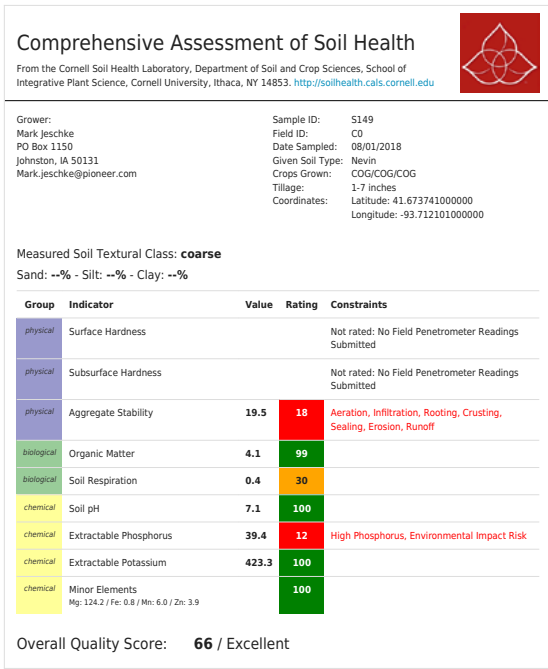 Comprehensive Assessment of Soil Health
From the Cornell Soil Health Laboratory, Department of Soil and Crop Sciences, School of
Integrative Plant Science, Cornell University, Ithaca, NY 14853. http://soilhealth.cals.cornell.edu
Grower:
Mark Jeschke
PO Box 1150
Johnston, IA 50131
Mark.jeschke@pioneer.com
Sample ID: S149
Field ID: C0
Date Sampled: 08/01/2018
Given Soil Type: Nevin
Crops Grown: COG/COG/COG
Tillage: 1-7 inches
Coordinates: Latitude: 41.673741000000
Longitude: -93.712101000000
Measured Soil Textural Class: coarse
Sand: --% - Silt: --% - Clay: --%
Group Indicator Value Rating Constraints
physical Surface Hardness Not rated: No Field Penetrometer Readings
Submitted
physical Subsurface Hardness Not rated: No Field Penetrometer Readings
Submitted
physical Aggregate Stability 19.5 18 Aeration, Infiltration, Rooting, Crusting,
Sealing, Erosion, Runoff
biological Organic Matter 4.1 99
biological Soil Respiration 0.4 30
chemical Soil pH 7.1 100
chemical Extractable Phosphorus 39.4 12 High Phosphorus, Environmental Impact Risk
chemical Extractable Potassium 423.3 100
chemical Minor Elements 100
Mg: 124.2 / Fe: 0.8 / Mn: 6.0 / Zn: 3.9
Overall Quality Score: 66 / Excellent